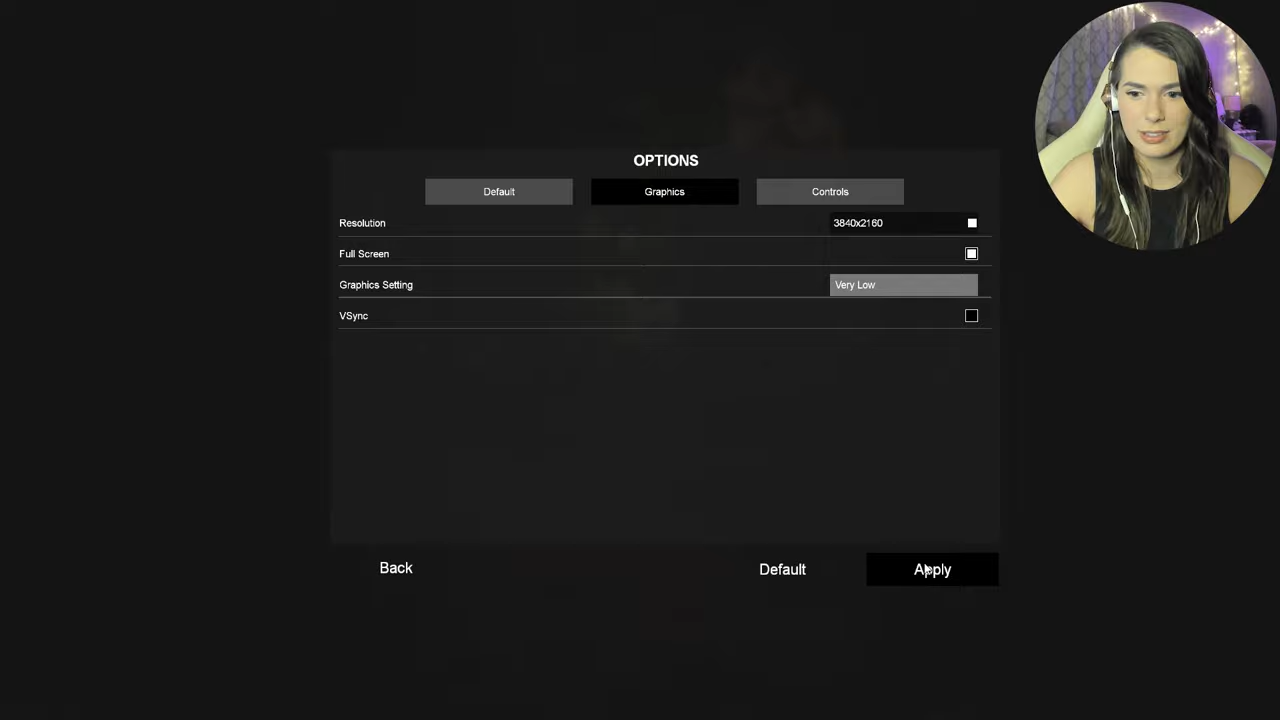 OPTIONS
Default Graphics Controls
Resolution 3840x2160
Full Screen
Graphics Setting Very Low
VSync
Back Default Apply